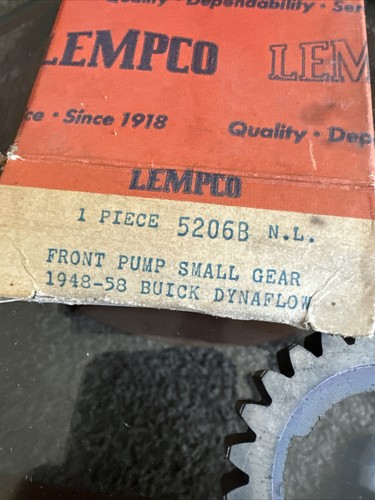 Quality • Dependability • Ser
LEMPCO LEM
ce • Since 1918
Quality • Dep
LEMPCO
1 PIECE 5206B N.L.
FRONT PUMP SMALL GEAR
1948-58 BUICK DYNAFLOW